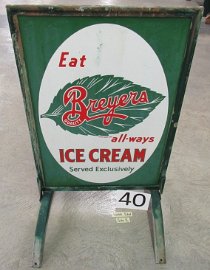 Eat
Breyers
all-ways
ICE CREAM
Served Exclusively
40